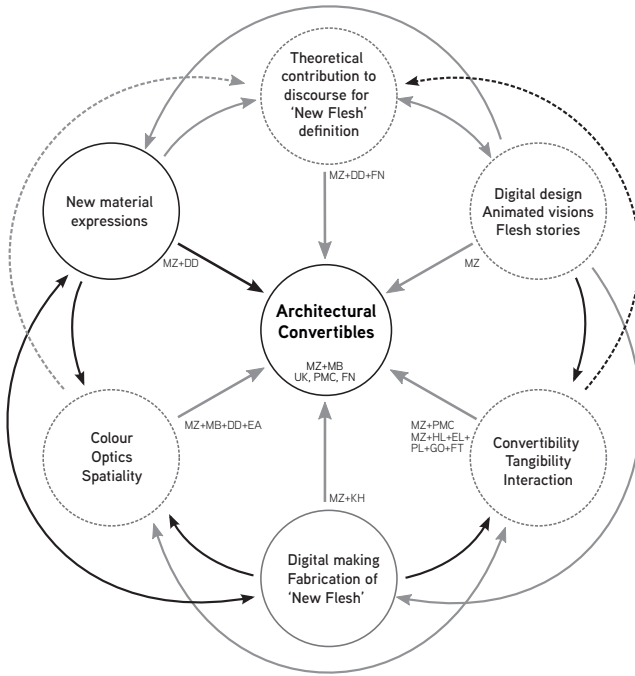 Theoretical
contribution to
discourse for
‘New Flesh’
definition
MZ+DD+FN
New material
expressions
MZ+DD
Digital design
Animated visions
Flesh stories
MZ
Architectural
Convertibles
MZ+MB
UK, PMC, FN
Colour
Optics
Spatiality
MZ+MB+DD+EA
MZ+PMC
MZ+HL+EL+
PL+GO+FT
Convertibility
Tangibility
Interaction
MZ+KH
Digital making
Fabrication of
‘New Flesh’